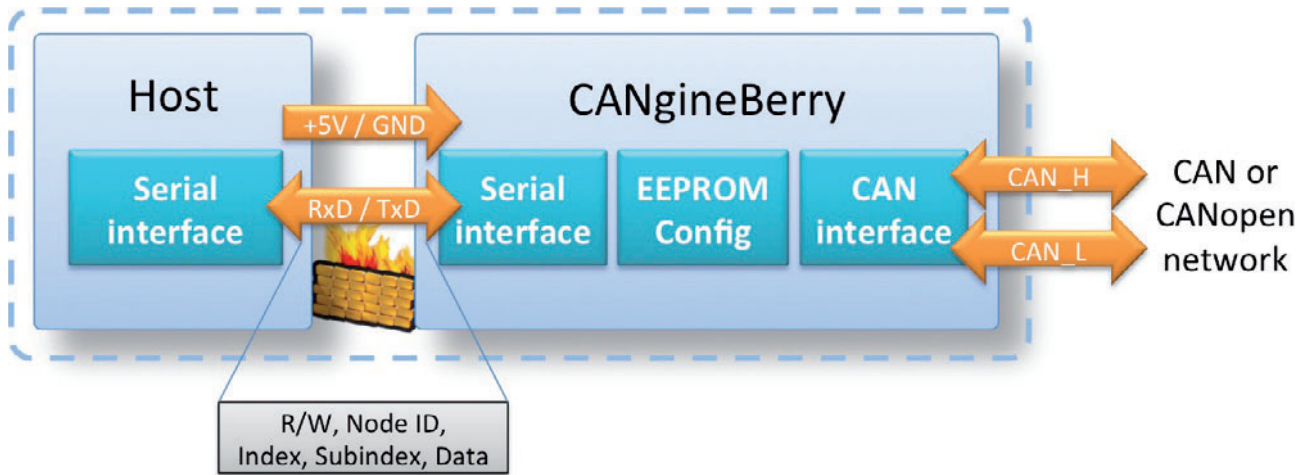 Host
CANgineBerry
+5V / GND
Serial
interface
RxD / TxD
Serial
interface
EEPROM
Config
CAN
interface
CAN_H
CAN_L
CAN or
CANopen
network
R/W, Node ID,
Index, Subindex, Data